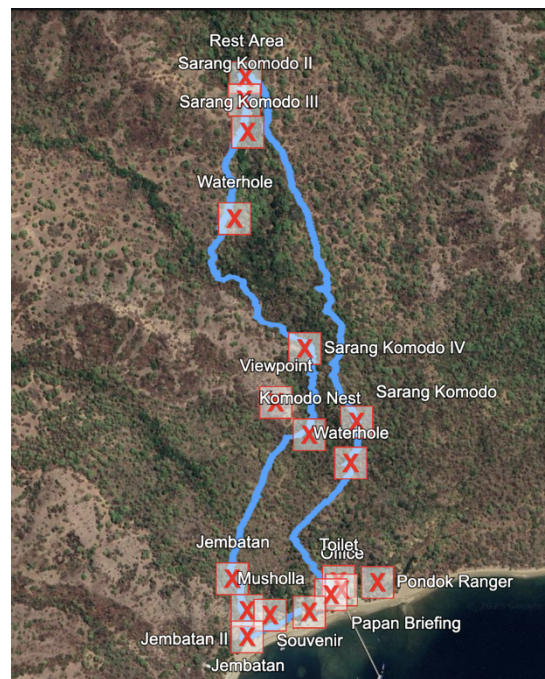 Rest Area
Sarang Komodo II
Sarang Komodo III
Waterhole
Sarang Komodo IV
Viewpoint
Sarang Komodo
Komodo Nest
Waterhole
Jembatan
Toilet
Office
Musholla
Pondok Ranger
Papan Briefing
Jembatan II
Souvenir
Jembatan